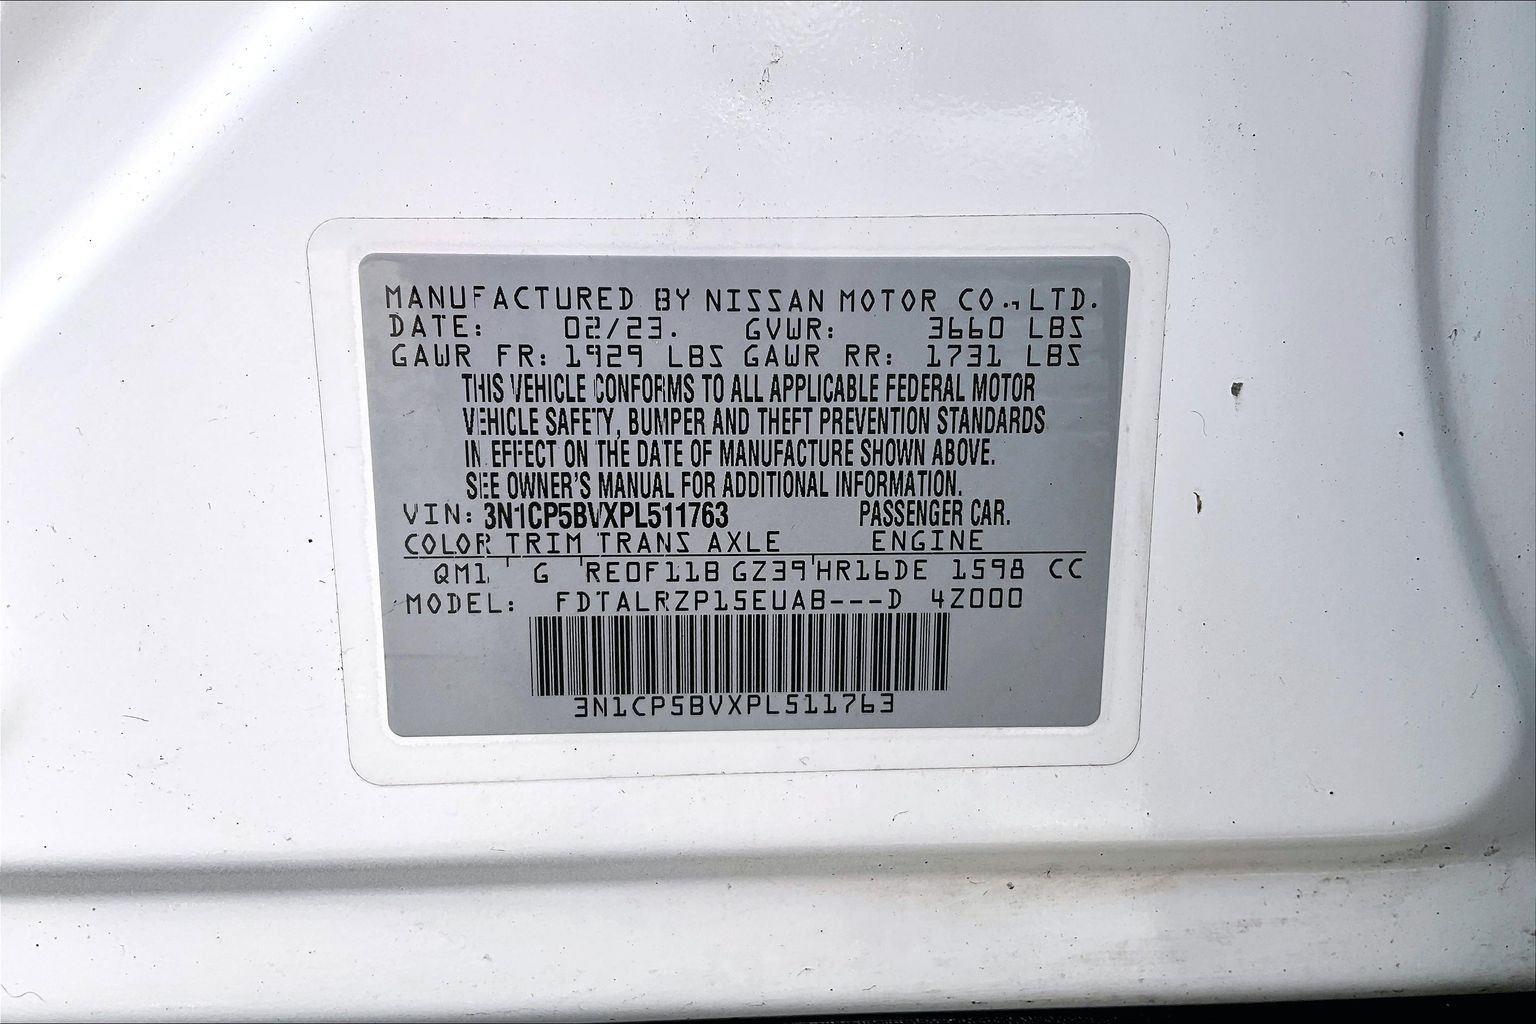 MANUFACTURED BY NISSAN MOTOR CO., LTD.
DATE: 02/23. GVWR: 3660 LBS
GAWR FR: 1929 LBS GAWR RR: 1731 LBS
THIS VEHICLE CONFORMS TO ALL APPLICABLE FEDERAL MOTOR
VEHICLE SAFETY, BUMPER AND THEFT PREVENTION STANDARDS
IN EFFECT ON THE DATE OF MANUFACTURE SHOWN ABOVE.
SEE OWNER'S MANUAL FOR ADDITIONAL INFORMATION.
VIN: 3N1CP5BVXPL511763 PASSENGER CAR.
COLOR TRIM TRANS AXLE ENGINE
QM1 ' G 'RE0F11B GZ39'HR16DE 1598 CC
MODEL: FDTALRZP15EUAB---D 4Z000
3N1CP5BVXPL511763